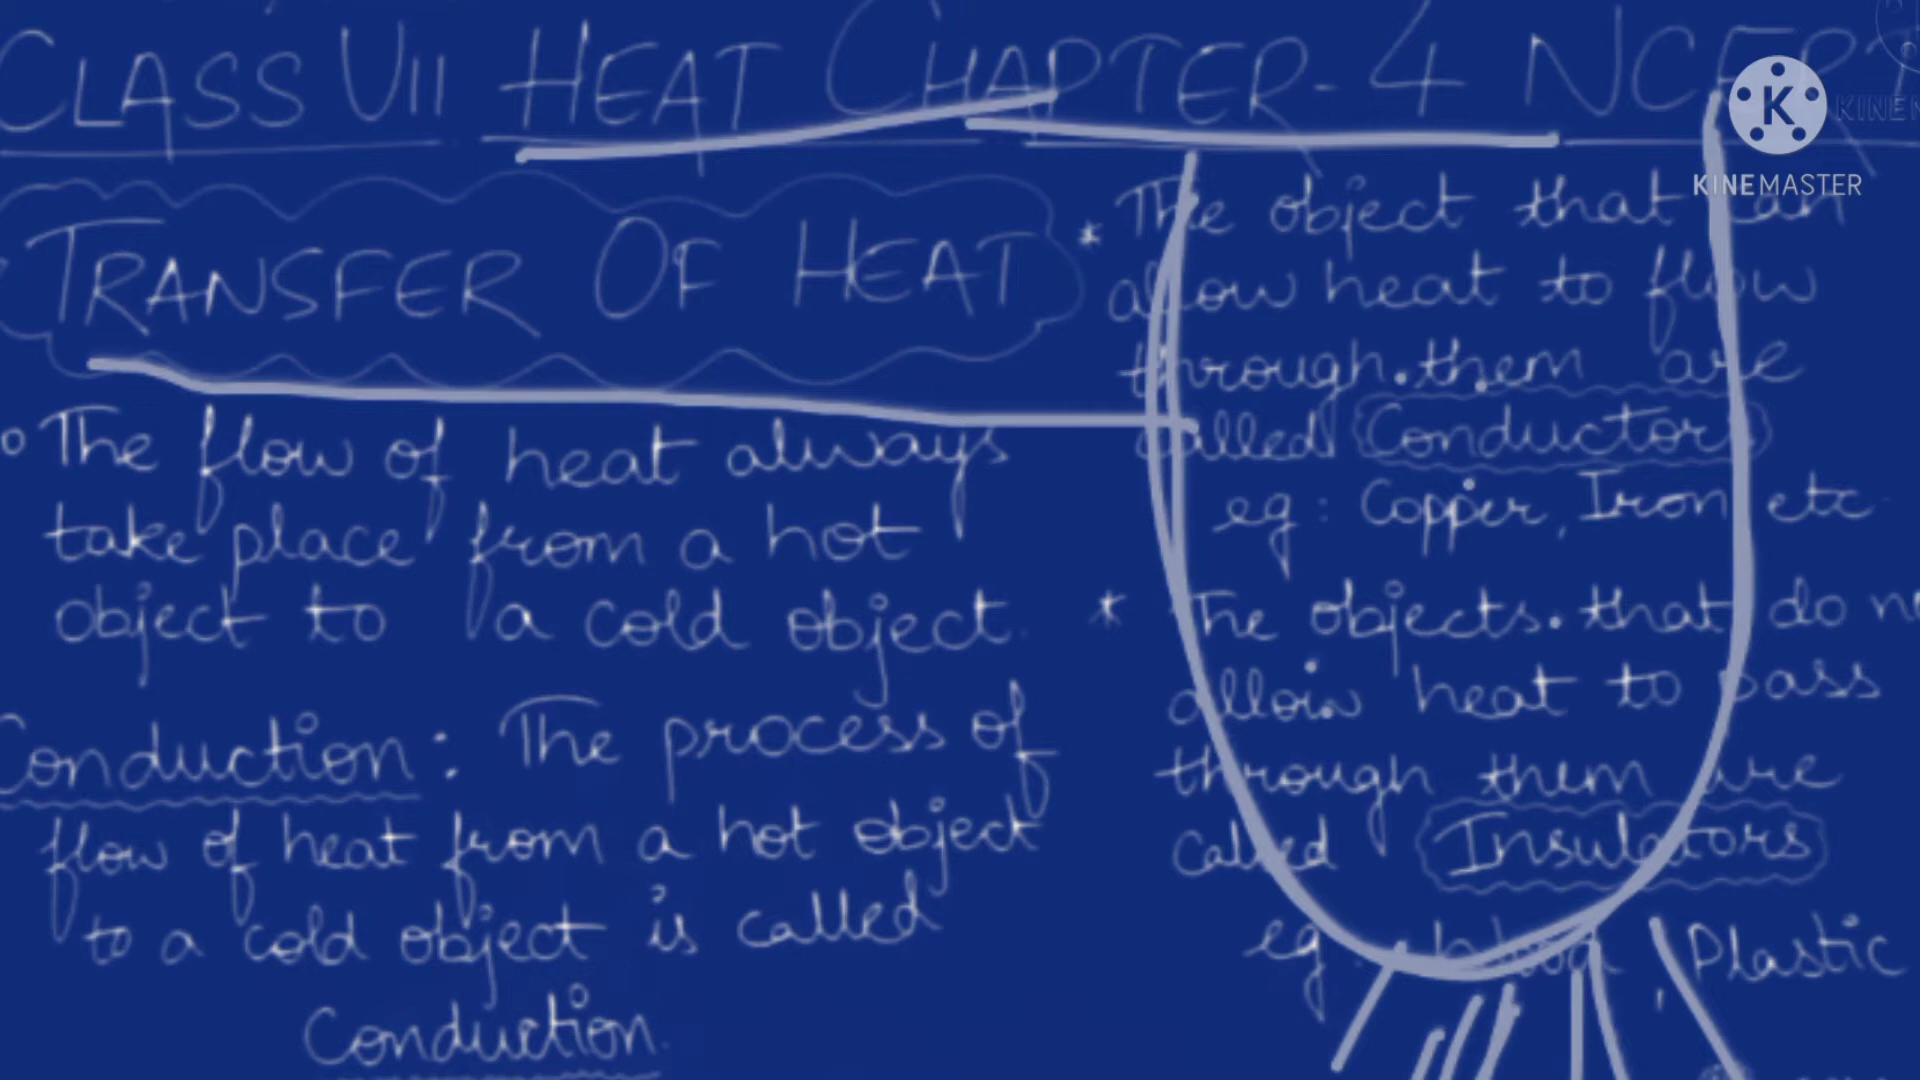 CLASS VII HEAT CHAPTER-4 NCERT
KINEMASTER
TRANSFER OF HEAT
The flow of heat always
take place from a hot
object to a cold object.
Conduction: The process of
flow of heat from a hot object
to a cold object is called
Conduction.
* The object that can
allow heat to flow
through them are
called Conductor
eg: Copper, Iron etc
* The objects that do
allow heat to pass
through them are
called Insulators
eg: Wood, Plastic